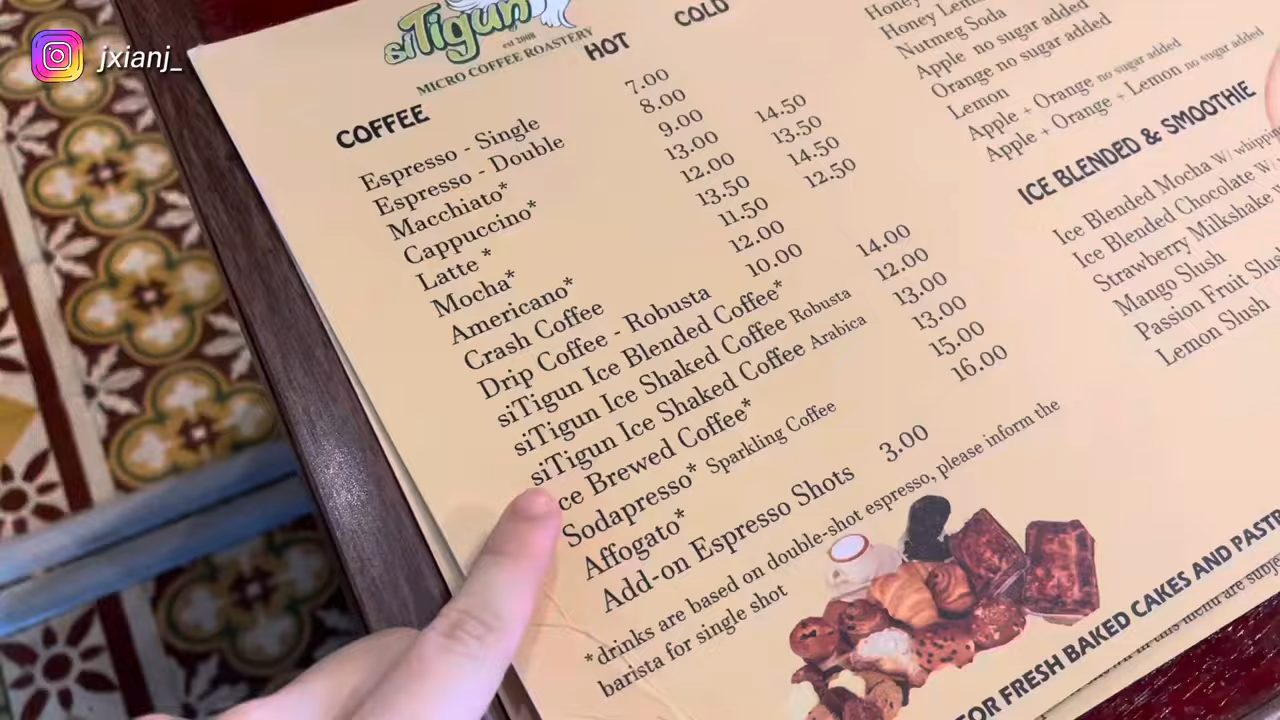 jxianj_
siTigun
est 2008
MICRO COFFEE ROASTERY
COFFEE HOT COLD
Espresso - Single 7.00
Espresso - Double 8.00
Macchiato* 9.00
Cappuccino* 13.00 14.50
Latte * 12.00 13.50
Mocha* 13.50 14.50
Americano* 11.50 12.50
Crash Coffee 12.00
Drip Coffee - Robusta 10.00
siTigun Ice Blended Coffee* 14.00
siTigun Ice Shaked Coffee Robusta 12.00
siTigun Ice Shaked Coffee Arabica 13.00
ce Brewed Coffee* 13.00
Sodapresso* Sparkling Coffee 15.00
Affogato* 16.00
Add-on Espresso Shots 3.00
*drinks are based on double-shot espresso, please inform the
barista for single shot
Honey
Honey Lem
Nutmeg Soda
Apple no sugar added
Orange no sugar added
Lemon
Apple + Orange no sugar added
Apple + Orange + Lemon no sugar added
ICE BLENDED & SMOOTHIE
Ice Blended Mocha W/ whippi
Ice Blended Chocolate W/
Strawberry Milkshake
Mango Slush
Passion Fruit Slus
Lemon Slush
FOR FRESH BAKED CAKES AND PASTR
this menu are subje